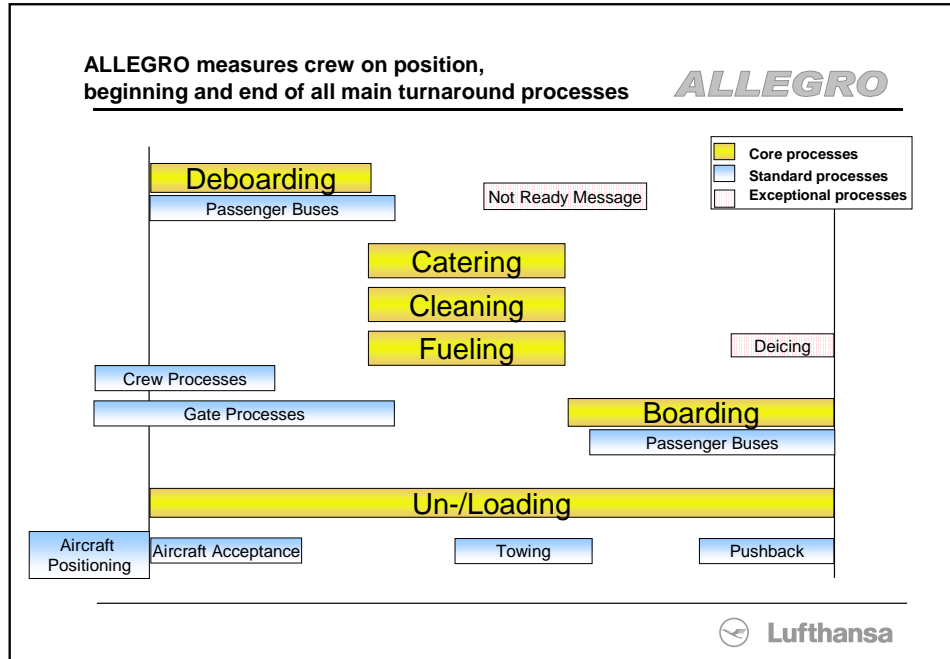 ALLEGRO measures crew on position,
beginning and end of all main turnaround processes
ALLEGRO
Core processes
Standard processes
Exceptional processes
Deboarding
Passenger Buses
Not Ready Message
Catering
Cleaning
Fueling
Deicing
Crew Processes
Gate Processes
Boarding
Passenger Buses
Un-/Loading
Aircraft
Positioning
Aircraft Acceptance
Towing
Pushback
Lufthansa